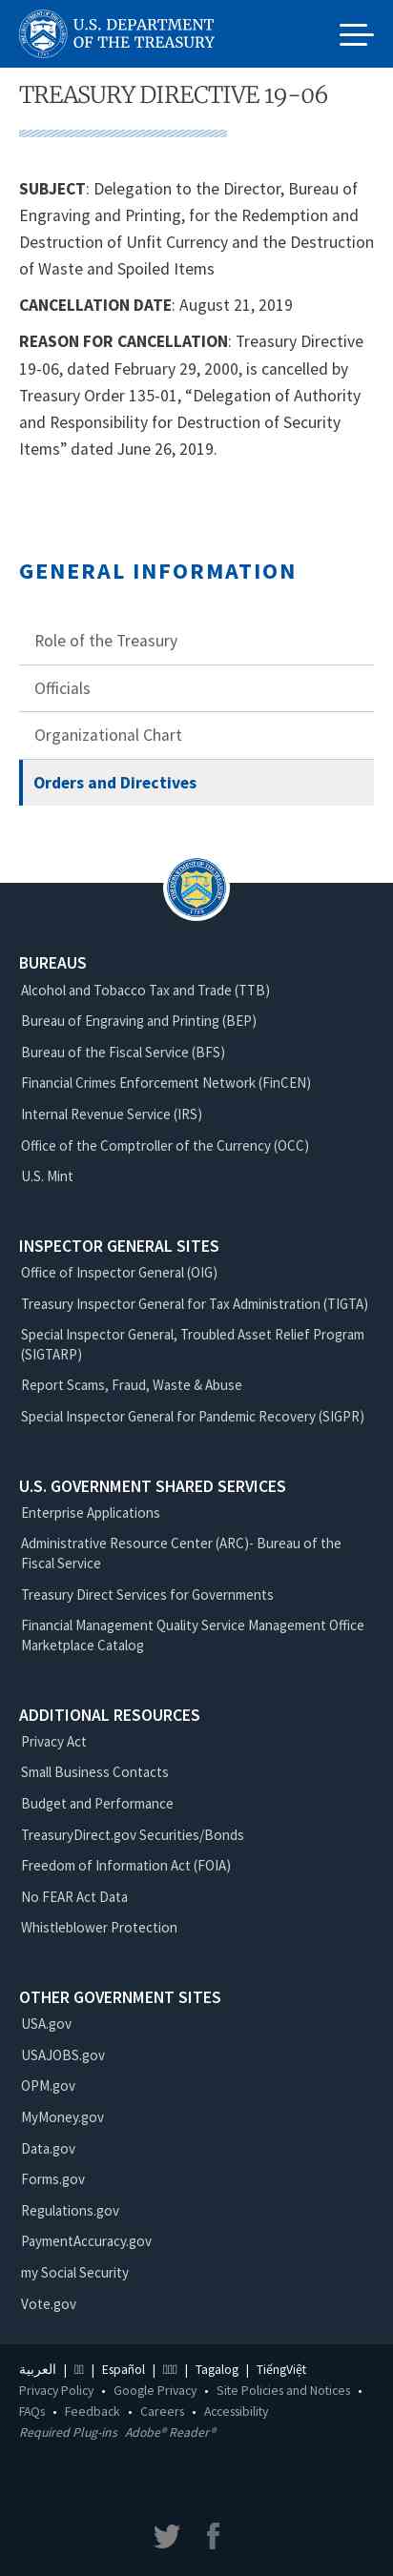 U.S. DEPARTMENT
OF THE TREASURY
TREASURY DIRECTIVE 19-06
SUBJECT: Delegation to the Director, Bureau of
Engraving and Printing, for the Redemption and
Destruction of Unfit Currency and the Destruction
of Waste and Spoiled Items
CANCELLATION DATE: August 21, 2019
REASON FOR CANCELLATION: Treasury Directive
19-06, dated February 29, 2000, is cancelled by
Treasury Order 135-01, “Delegation of Authority
and Responsibility for Destruction of Security
Items” dated June 26, 2019.
GENERAL INFORMATION
Role of the Treasury
Officials
Organizational Chart
Orders and Directives
BUREAUS
Alcohol and Tobacco Tax and Trade (TTB)
Bureau of Engraving and Printing (BEP)
Bureau of the Fiscal Service (BFS)
Financial Crimes Enforcement Network (FinCEN)
Internal Revenue Service (IRS)
Office of the Comptroller of the Currency (OCC)
U.S. Mint
INSPECTOR GENERAL SITES
Office of Inspector General (OIG)
Treasury Inspector General for Tax Administration (TIGTA)
Special Inspector General, Troubled Asset Relief Program
(SIGTARP)
Report Scams, Fraud, Waste & Abuse
Special Inspector General for Pandemic Recovery (SIGPR)
U.S. GOVERNMENT SHARED SERVICES
Enterprise Applications
Administrative Resource Center (ARC)- Bureau of the
Fiscal Service
Treasury Direct Services for Governments
Financial Management Quality Service Management Office
Marketplace Catalog
ADDITIONAL RESOURCES
Privacy Act
Small Business Contacts
Budget and Performance
TreasuryDirect.gov Securities/Bonds
Freedom of Information Act (FOIA)
No FEAR Act Data
Whistleblower Protection
OTHER GOVERNMENT SITES
USA.gov
USAJOBS.gov
OPM.gov
MyMoney.gov
Data.gov
Forms.gov
Regulations.gov
PaymentAccuracy.gov
my Social Security
Vote.gov
العربية | | Español | | Tagalog | TiếngViệt
Privacy Policy • Google Privacy • Site Policies and Notices •
FAQs • Feedback • Careers • Accessibility
Required Plug-ins Adobe® Reader®